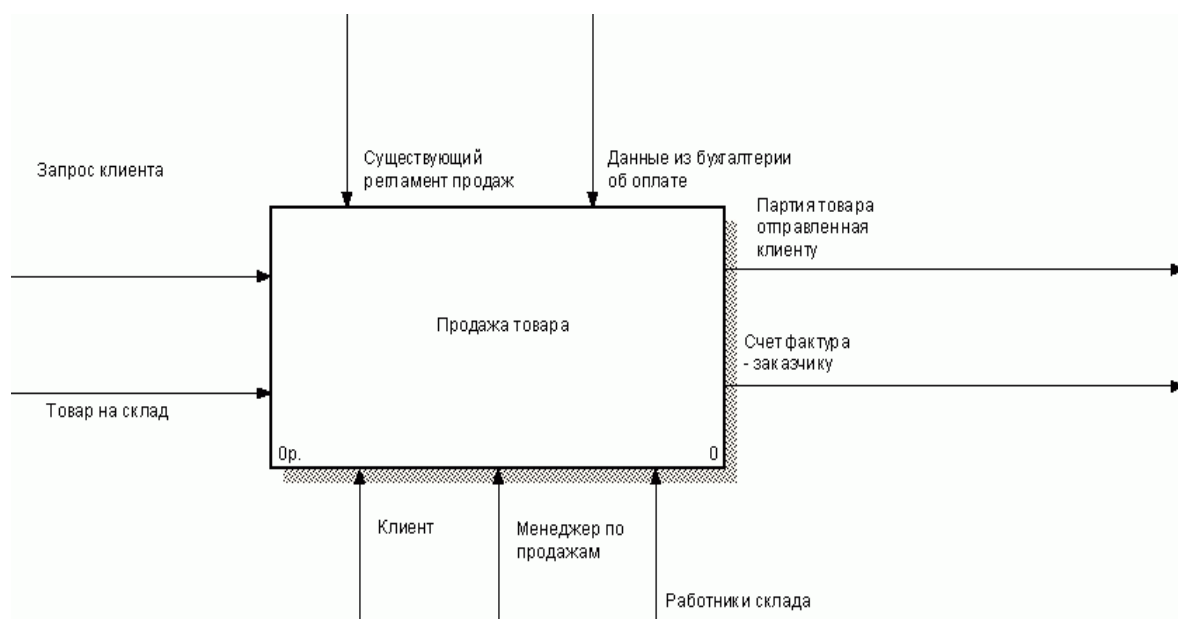 Запрос клиента
Существующий
регламент продаж
Данные из бухгалтерии
об оплате
Партия товара
отправленная
клиенту
Продажа товара
Счет фактура
- заказчику
Товар на склад
0р.
0
Клиент
Менеджер по
продажам
Работники склада